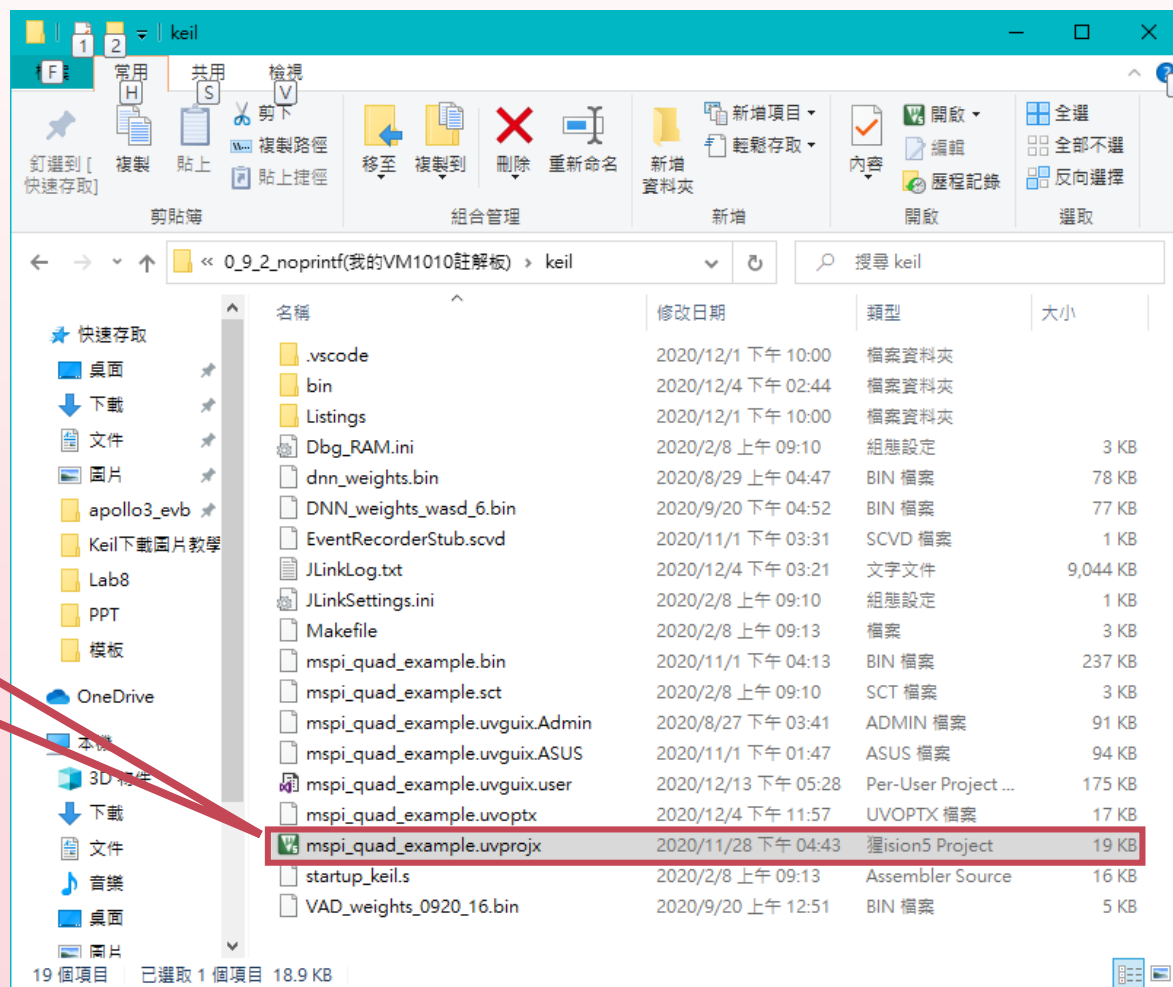 1 2 keil
F 常用 共用 檢視
H S V
釘選到 [快速存取]
複製
貼上
剪下
複製路徑
貼上捷徑
移至
複製到
刪除
重新命名
新增資料夾
新增項目
輕鬆存取
內容
開啟
編輯
歷程記錄
全選
全部不選
反向選擇
剪貼簿 組合管理 新增 開啟 選取
« 0_9_2_noprintf(我的VM1010註解板) › keil
搜尋 keil
快速存取
桌面
下載
文件
圖片
apollo3_evb
Keil下載圖片教學
Lab8
PPT
模板
OneDrive
本機
3D 物件
下載
文件
音樂
桌面
圖片
名稱 修改日期 類型 大小
.vscode 2020/12/1 下午 10:00 檔案資料夾
bin 2020/12/4 下午 02:44 檔案資料夾
Listings 2020/12/1 下午 10:00 檔案資料夾
Dbg_RAM.ini 2020/2/8 上午 09:10 組態設定 3 KB
dnn_weights.bin 2020/8/29 上午 04:47 BIN 檔案 78 KB
DNN_weights_wasd_6.bin 2020/9/20 下午 04:52 BIN 檔案 77 KB
EventRecorderStub.scvd 2020/11/1 下午 03:31 SCVD 檔案 1 KB
JLinkLog.txt 2020/12/4 下午 03:21 文字文件 9,044 KB
JLinkSettings.ini 2020/2/8 上午 09:10 組態設定 1 KB
Makefile 2020/2/8 上午 09:13 檔案 3 KB
mspi_quad_example.bin 2020/11/1 下午 04:13 BIN 檔案 237 KB
mspi_quad_example.sct 2020/2/8 上午 09:10 SCT 檔案 3 KB
mspi_quad_example.uvguix.Admin 2020/8/27 下午 03:41 ADMIN 檔案 91 KB
mspi_quad_example.uvguix.ASUS 2020/11/1 下午 01:47 ASUS 檔案 94 KB
mspi_quad_example.uvguix.user 2020/12/13 下午 05:28 Per-User Project ... 175 KB
mspi_quad_example.uvoptx 2020/12/4 下午 11:57 UVOPTX 檔案 17 KB
mspi_quad_example.uvprojx 2020/11/28 下午 04:43 猩ision5 Project 19 KB
startup_keil.s 2020/2/8 上午 09:13 Assembler Source 16 KB
VAD_weights_0920_16.bin 2020/9/20 上午 12:51 BIN 檔案 5 KB
19 個項目 已選取 1 個項目 18.9 KB